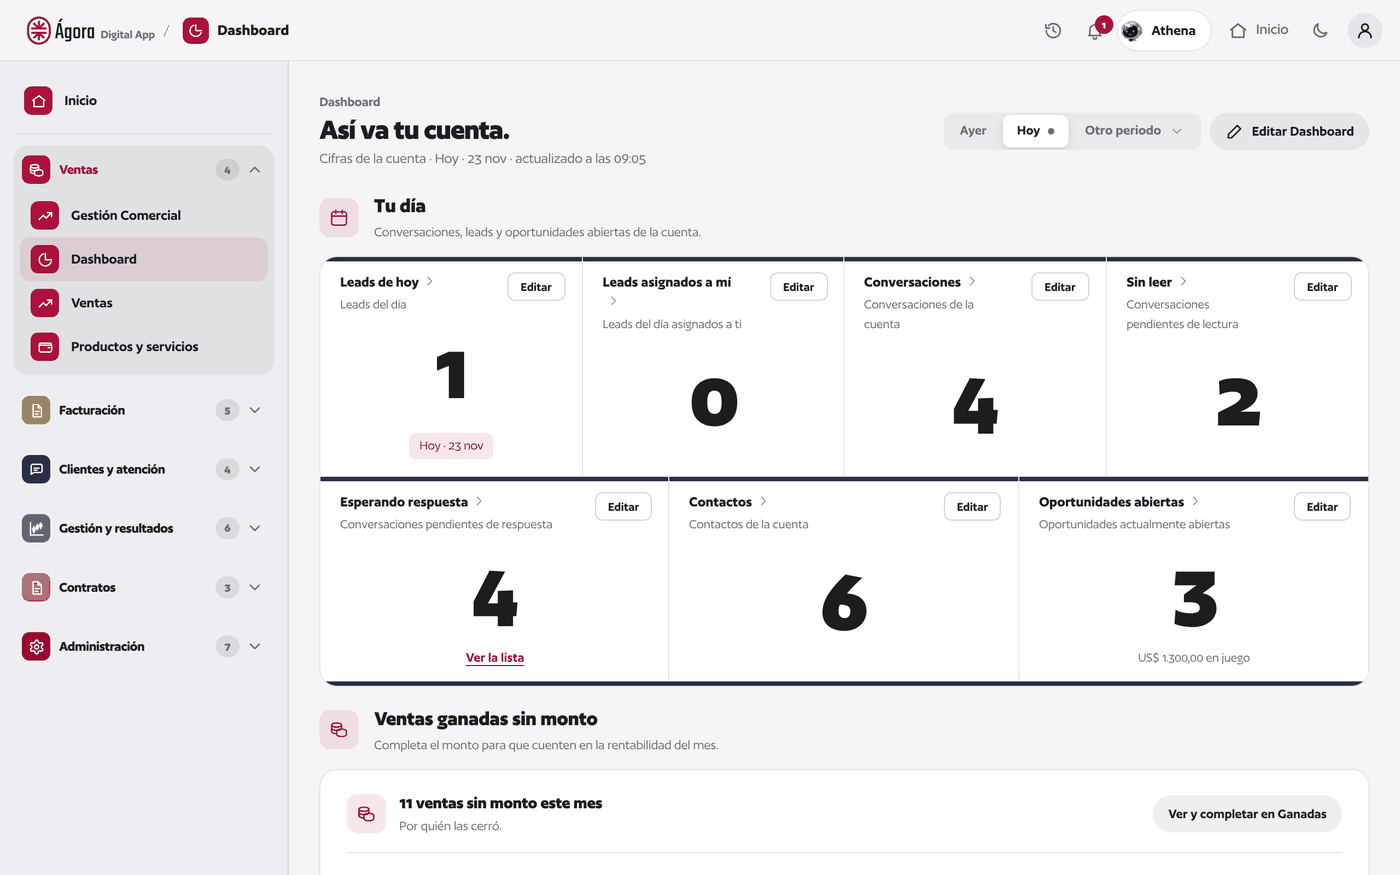 Ágora Digital App / Dashboard
1
Athena
Inicio
Inicio
Ventas
4
Gestión Comercial
Dashboard
Ventas
Productos y servicios
Facturación
5
Clientes y atención
4
Gestión y resultados
6
Contratos
3
Administración
7
Dashboard
Así va tu cuenta.
Cifras de la cuenta · Hoy · 23 nov · actualizado a las 09:05
Ayer
Hoy
Otro periodo
Editar Dashboard
Tu día
Conversaciones, leads y oportunidades abiertas de la cuenta.
Leads de hoy
Editar
Leads del día
1
Hoy · 23 nov
Leads asignados a mí
Editar
Leads del día asignados a ti
0
Conversaciones
Editar
Conversaciones de la
cuenta
4
Sin leer
Editar
Conversaciones
pendientes de lectura
2
Esperando respuesta
Editar
Conversaciones pendientes de respuesta
4
Ver la lista
Contactos
Editar
Contactos de la cuenta
6
Oportunidades abiertas
Editar
Oportunidades actualmente abiertas
3
US$ 1.300,00 en juego
Ventas ganadas sin monto
Completa el monto para que cuenten en la rentabilidad del mes.
11 ventas sin monto este mes
Por quién las cerró.
Ver y completar en Ganadas